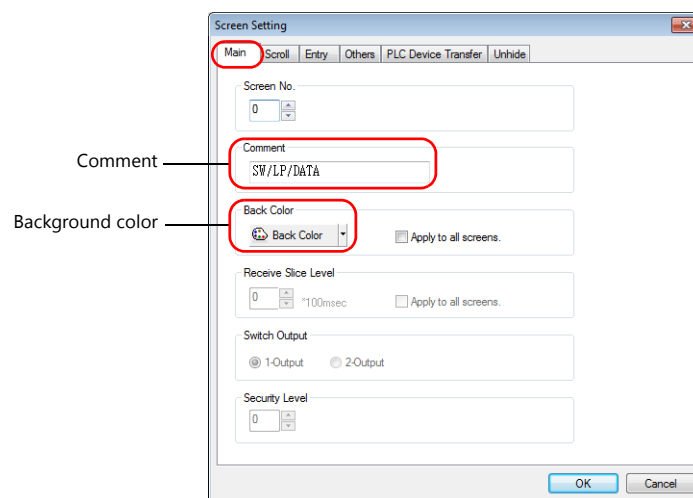 Screen Setting
Main Scroll Entry Others PLC Device Transfer Unhide
Screen No.
0
Comment
Comment
SW/LP/DATA
Back Color
Background color
Back Color Apply to all screens.
Receive Slice Level
0 *100msec Apply to all screens.
Switch Output
1-Output 2-Output
Security Level
0
OK Cancel